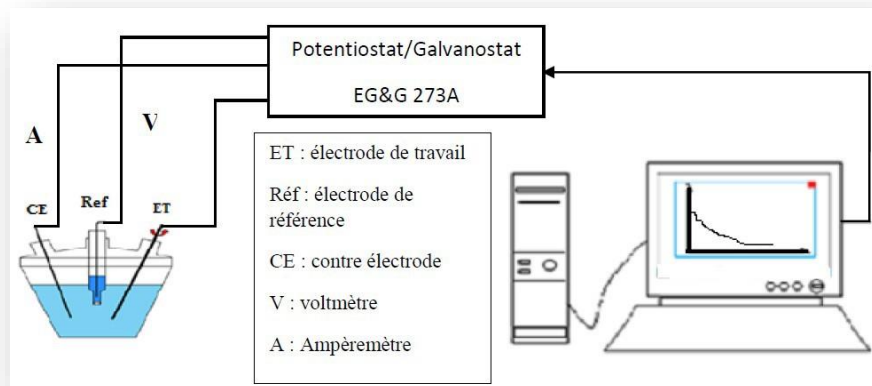 Potentiostat/Galvanostat
EG&G 273A
A
V
CE
Ref
ET
ET : électrode de travail
Réf : électrode de
référence
CE : contre électrode
V : voltmètre
A : Ampèremètre